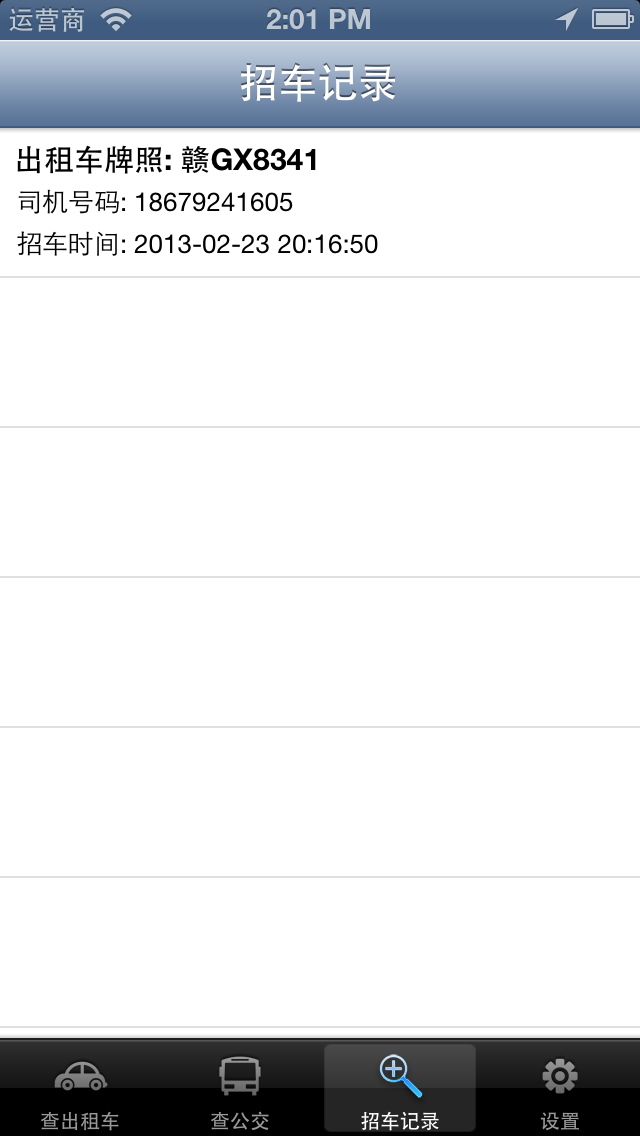 运营商 2:01 PM
招车记录
出租车牌照: 赣GX8341
司机号码: 18679241605
招车时间: 2013-02-23 20:16:50
查出租车 查公交 招车记录 设置